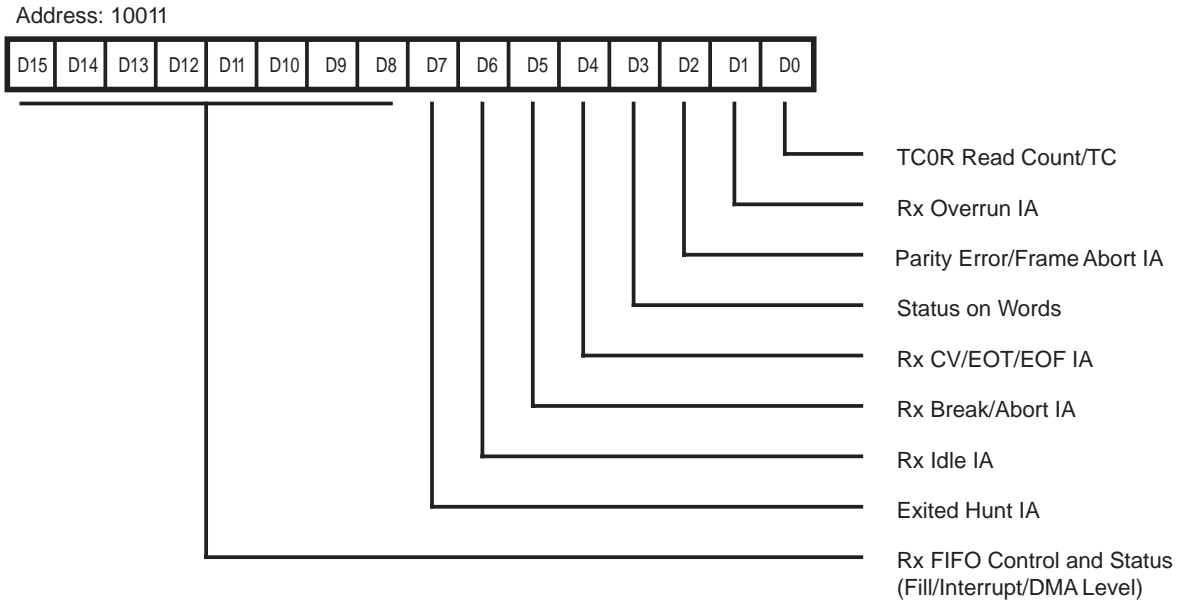 Address: 10011
D15 D14 D13 D12 D11 D10 D9 D8 D7 D6 D5 D4 D3 D2 D1 D0
TC0R Read Count/TC
Rx Overrun IA
Parity Error/Frame Abort IA
Status on Words
Rx CV/EOT/EOF IA
Rx Break/Abort IA
Rx Idle IA
Exited Hunt IA
Rx FIFO Control and Status
(Fill/Interrupt/DMA Level)